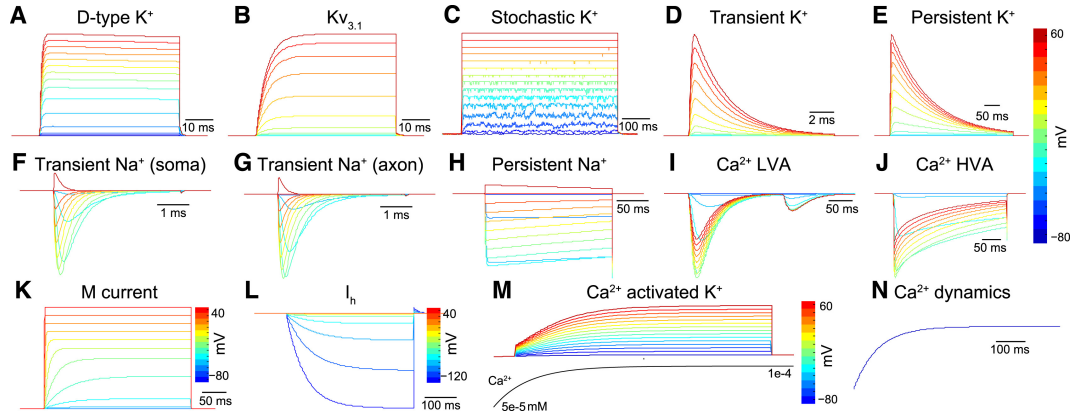 A D-type K⁺
10 ms
B Kv₃.₁
10 ms
C Stochastic K⁺
100 ms
D Transient K⁺
2 ms
E Persistent K⁺
50 ms
60
mV
−80
F Transient Na⁺ (soma)
1 ms
G Transient Na⁺ (axon)
1 ms
H Persistent Na⁺
50 ms
I Ca²⁺ LVA
50 ms
J Ca²⁺ HVA
50 ms
K M current
40
mV
−80
50 ms
L Iₕ
40
mV
−120
100 ms
M Ca²⁺ activated K⁺
Ca²⁺
5e-5 mM
1e-4
60
mV
−80
N Ca²⁺ dynamics
100 ms